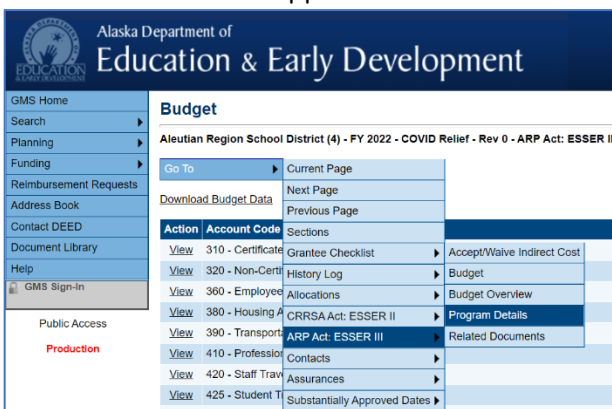 Alaska Department of
Education & Early Development
EDUCATION
GMS Home
Search
Planning
Funding
Reimbursement Requests
Address Book
Contact DEED
Document Library
Help
GMS Sign-In
Public Access
Production
Budget
Aleutian Region School District (4) - FY 2022 - COVID Relief - Rev 0 - ARP Act: ESSER
Go To
Download Budget Data
Current Page
Next Page
Previous Page
Sections
Grantee Checklist
History Log
Allocations
CRRSA Act: ESSER II
ARP Act: ESSER III
Contacts
Assurances
Substantially Approved Dates
Accept/Waive Indirect Cost
Budget
Budget Overview
Program Details
Related Documents
Action Account Code
View 310 - Certificate
View 320 - Non-Certi
View 360 - Employee
View 380 - Housing A
View 390 - Transporta
View 410 - Profession
View 420 - Staff Trav
View 425 - Student T